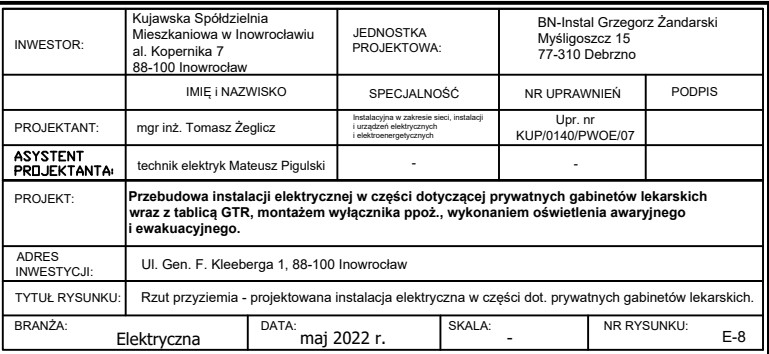 INWESTOR:
Kujawska Spółdzielnia
Mieszkaniowa w Inowrocławiu
al. Kopernika 7
88-100 Inowrocław
JEDNOSTKA
PROJEKTOWA:
BN-Instal Grzegorz Żandarski
Myśligoszcz 15
77-310 Debrzno
IMIĘ i NAZWISKO
SPECJALNOŚĆ
NR UPRAWNIEŃ
PODPIS
PROJEKTANT:
mgr inż. Tomasz Żeglicz
Instalacyjna w zakresie sieci, instalacji
i urządzeń elektrycznych
i elektroenergetycznych
Upr. nr
KUP/0140/PWOE/07
ASYSTENT
PROJEKTANTA:
technik elektryk Mateusz Pigulski
-
-
PROJEKT:
Przebudowa instalacji elektrycznej w części dotyczącej prywatnych gabinetów lekarskich
wraz z tablicą GTR, montażem wyłącznika ppoż., wykonaniem oświetlenia awaryjnego
i ewakuacyjnego.
ADRES
INWESTYCJI:
Ul. Gen. F. Kleeberga 1, 88-100 Inowrocław
TYTUŁ RYSUNKU:
Rzut przyziemia - projektowana instalacja elektryczna w części dot. prywatnych gabinetów lekarskich.
BRANŻA:
Elektryczna
DATA:
maj 2022 r.
SKALA:
-
NR RYSUNKU:
E-8